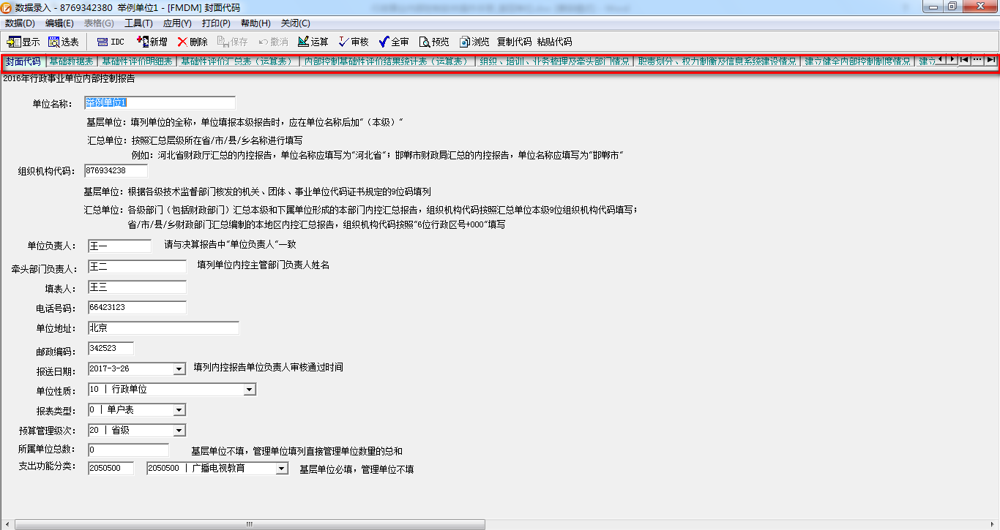 数据录入 - 8769342380 举例单位1 - [FMDM] 封面代码
数据(D) 编辑(E) 表格(G) 工具(T) 应用(Y) 打印(P) 帮助(H) 关闭(C)
显示 选表 IDC 新增 删除 保存 撤消 运算 审核 全审 预览 浏览 复制代码 粘贴代码
封面代码 基础数据表 基础性评价明细表 基础性评价汇总表（运算表） 内部控制基础性评价结果统计表（运算表） 组织、培训、业务梳理及牵头部门情况 职责划分、权力制衡及信息系统建设情况 建立健全内部控制制度情况 建立
2016年行政事业单位内部控制报告
单位名称： 举例单位1
基层单位：填列单位的全称，单位填报本级报告时，应在单位名称后加"（本级）"
汇总单位：按照汇总层级所在省/市/县/乡名称进行填写
例如：河北省财政厅汇总的内控报告，单位名称应填写为"河北省"；邯郸市财政局汇总的内控报告，单位名称应填写为"邯郸市"
组织机构代码： 876934238
基层单位：根据各级技术监督部门核发的机关、团体、事业单位代码证书规定的9位码填列
汇总单位：各级部门（包括财政部门）汇总本级和下属单位形成的本部门内控汇总报告，组织机构代码按照汇总单位本级9位组织机构代码填写；
省/市/县/乡财政部门汇总编制的本地区内控汇总报告，组织机构代码按照"6位行政区号+000"填写
单位负责人： 王一 请与决算报告中"单位负责人"一致
牵头部门负责人： 王二 填列单位内控主管部门负责人姓名
填表人： 王三
电话号码： 66423123
单位地址： 北京
邮政编码： 342523
报送日期： 2017-3-26 填列内控报告单位负责人审核通过时间
单位性质： 10 | 行政单位
报表类型： 0 | 单户表
预算管理级次： 20 | 省级
所属单位总数： 0 基层单位不填，管理单位填列直接管理单位数量的总和
支出功能分类： 2050500 2050500 | 广播电视教育 基层单位必填，管理单位不填